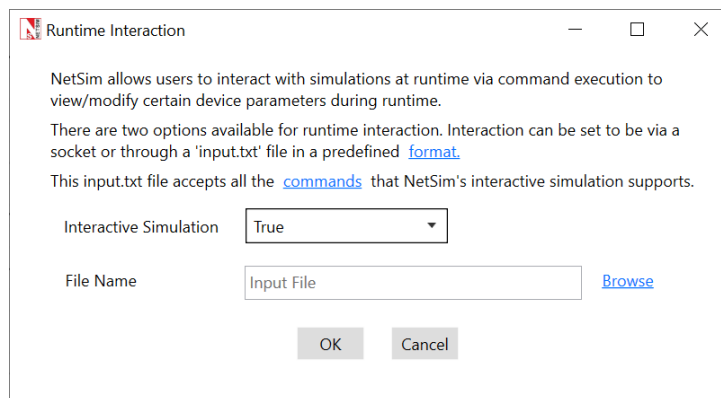 NETSIM
Runtime Interaction
NetSim allows users to interact with simulations at runtime via command execution to
view/modify certain device parameters during runtime.
There are two options available for runtime interaction. Interaction can be set to be via a
socket or through a 'input.txt' file in a predefined format.
This input.txt file accepts all the commands that NetSim's interactive simulation supports.
Interactive Simulation True
File Name Input File Browse
OK Cancel